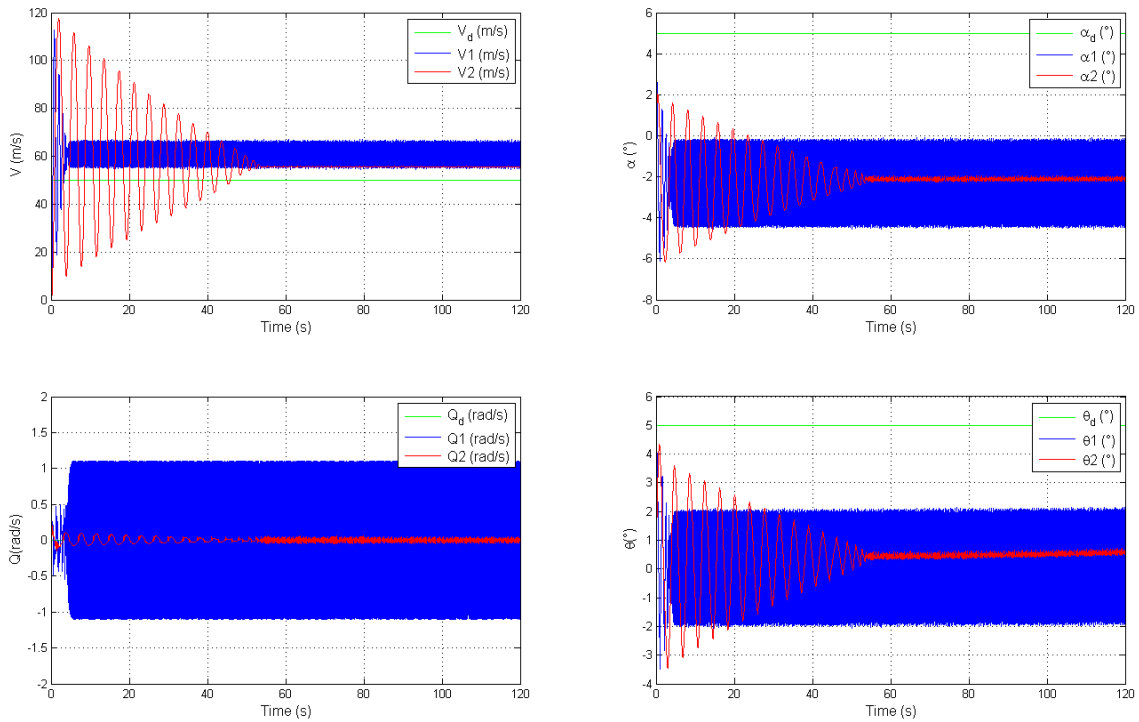 120
100
80
60
40
20
0
V (m/s)
0 20 40 60 80 100 120
Time (s)
V_d (m/s)
V1 (m/s)
V2 (m/s)
6
4
2
0
-2
-4
-6
-8
α (°)
0 20 40 60 80 100 120
Time (s)
α_d (°)
α1 (°)
α2 (°)
2
1.5
1
0.5
0
-0.5
-1
-1.5
-2
Q(rad/s)
0 20 40 60 80 100 120
Time (s)
Q_d (rad/s)
Q1 (rad/s)
Q2 (rad/s)
6
5
4
3
2
1
0
-1
-2
-3
-4
θ(°)
0 20 40 60 80 100 120
Time (s)
θ_d (°)
θ1 (°)
θ2 (°)